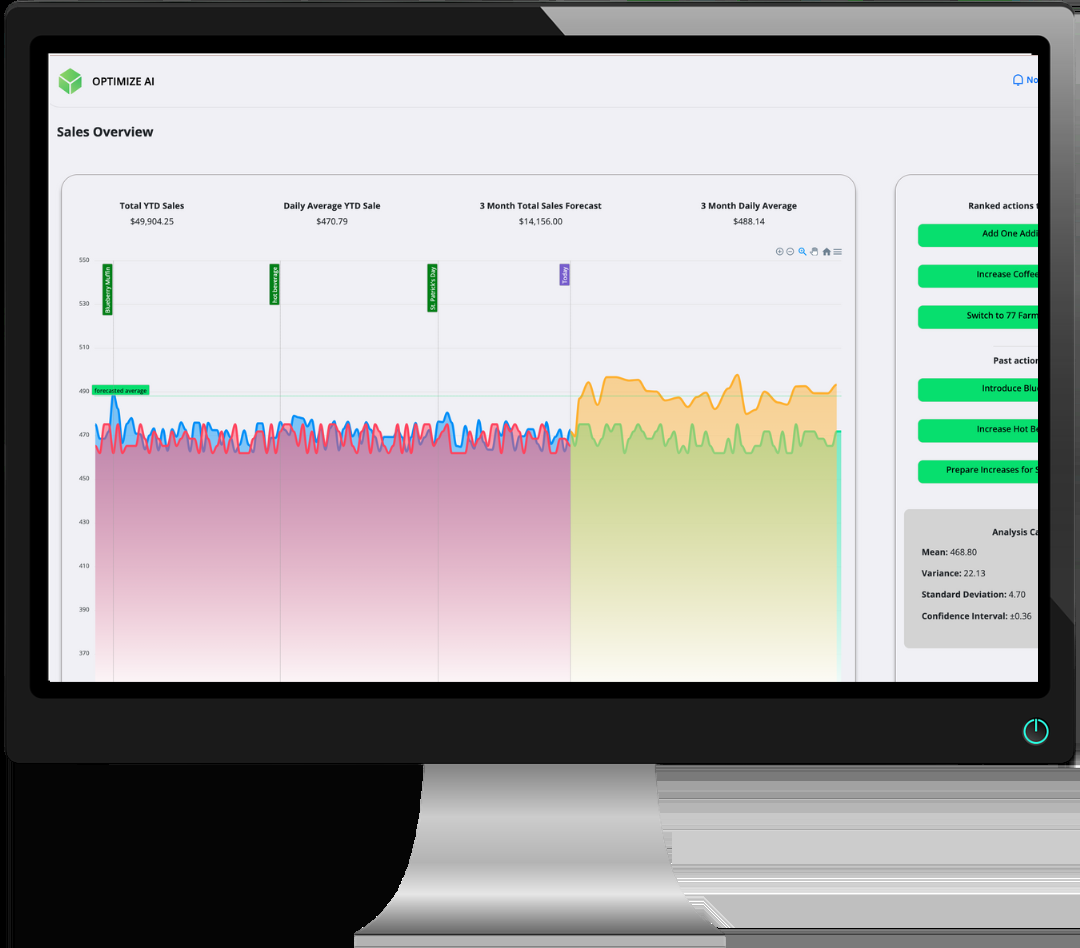 OPTIMIZE AI
No
Sales Overview
Total YTD Sales
$49,904.25
Daily Average YTD Sale
$470.79
3 Month Total Sales Forecast
$14,156.00
3 Month Daily Average
$488.14
550
530
510
490
470
450
430
410
390
370
Blueberry Muffin
hot beverage
St. Patrick's Day
Today
forecasted average
Ranked actions t
Add One Addi
Increase Coffee
Switch to 77 Farm
Past action
Introduce Blu
Increase Hot Be
Prepare Increases for S
Analysis Ca
Mean: 468.80
Variance: 22.13
Standard Deviation: 4.70
Confidence Interval: ±0.36